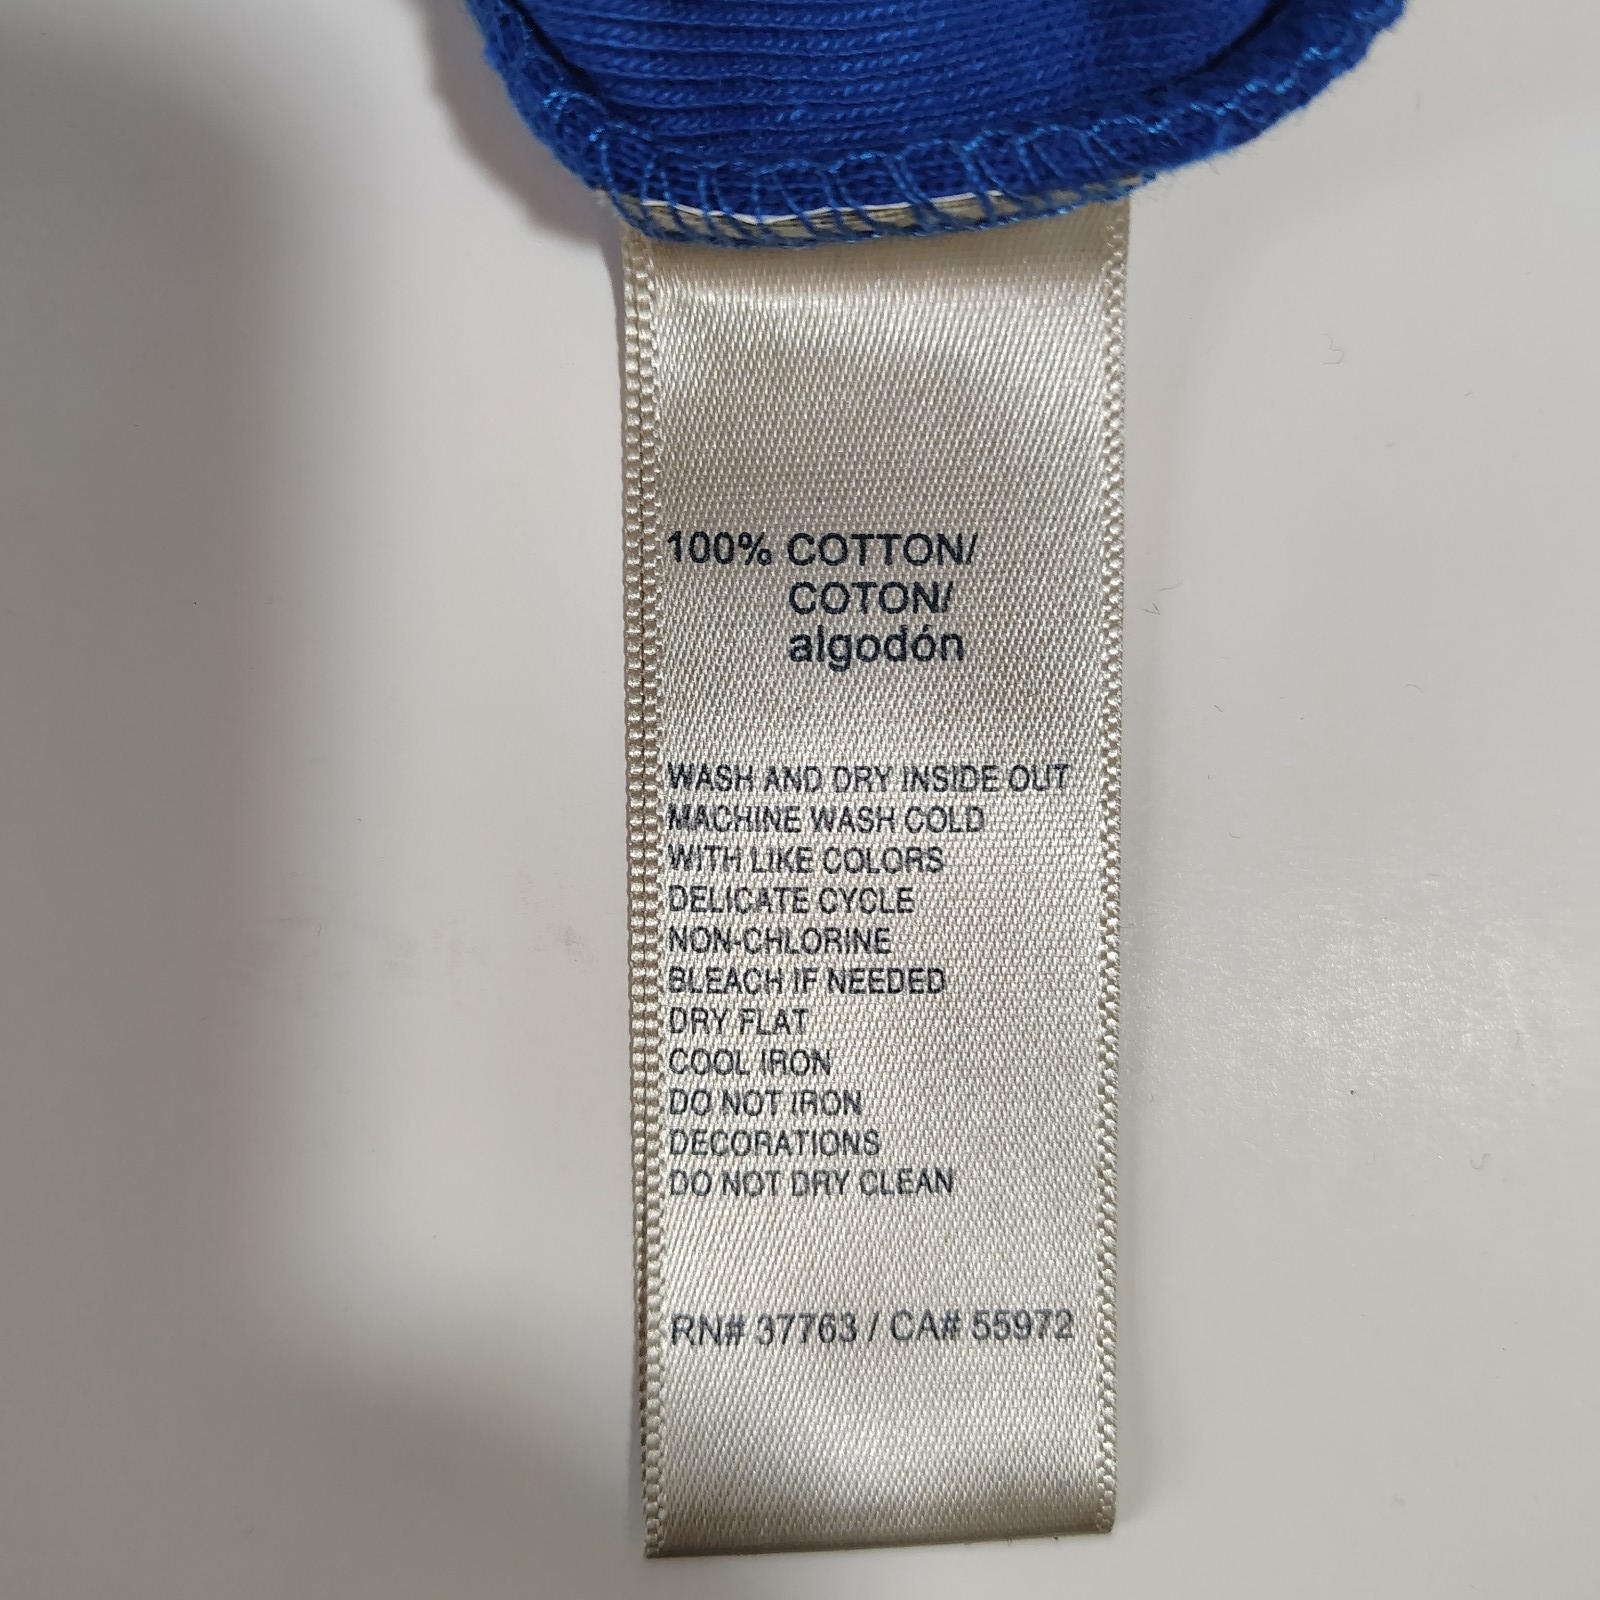 100% COTTON/
COTON/
algodón
WASH AND DRY INSIDE OUT
MACHINE WASH COLD
WITH LIKE COLORS
DELICATE CYCLE
NON-CHLORINE
BLEACH IF NEEDED
DRY FLAT
COOL IRON
DO NOT IRON
DECORATIONS
DO NOT DRY CLEAN
RN# 37763 / CA# 55972